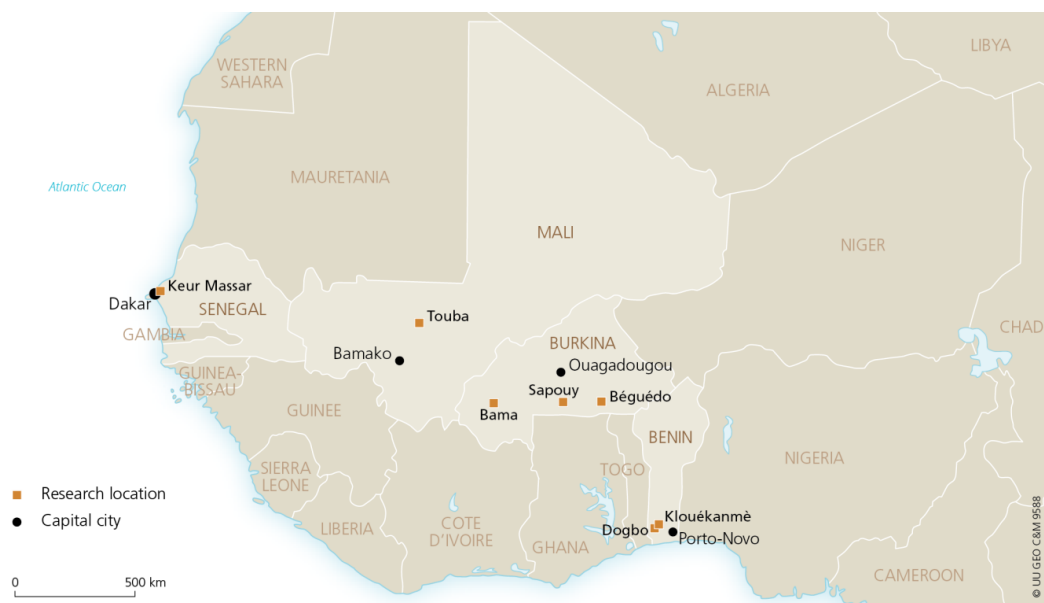 LIBYA
WESTERN
SAHARA
ALGERIA
MAURETANIA
Atlantic Ocean
MALI
NIGER
Keur Massar
Dakar
SENEGAL
Touba
GAMBIA
CHAD
BURKINA
Bamako
Ouagadougou
GUINEA-
BISSAU
Sapouy
Béguédo
GUINEE
Bama
BENIN
NIGERIA
TOGO
SIERRA
LEONE
Research location
Capital city
LIBERIA
COTE
D'IVOIRE
GHANA
Klouékanmè
Dogbo
Porto-Novo
CAMEROON
0 500 km
© UU GEO C&M 9588